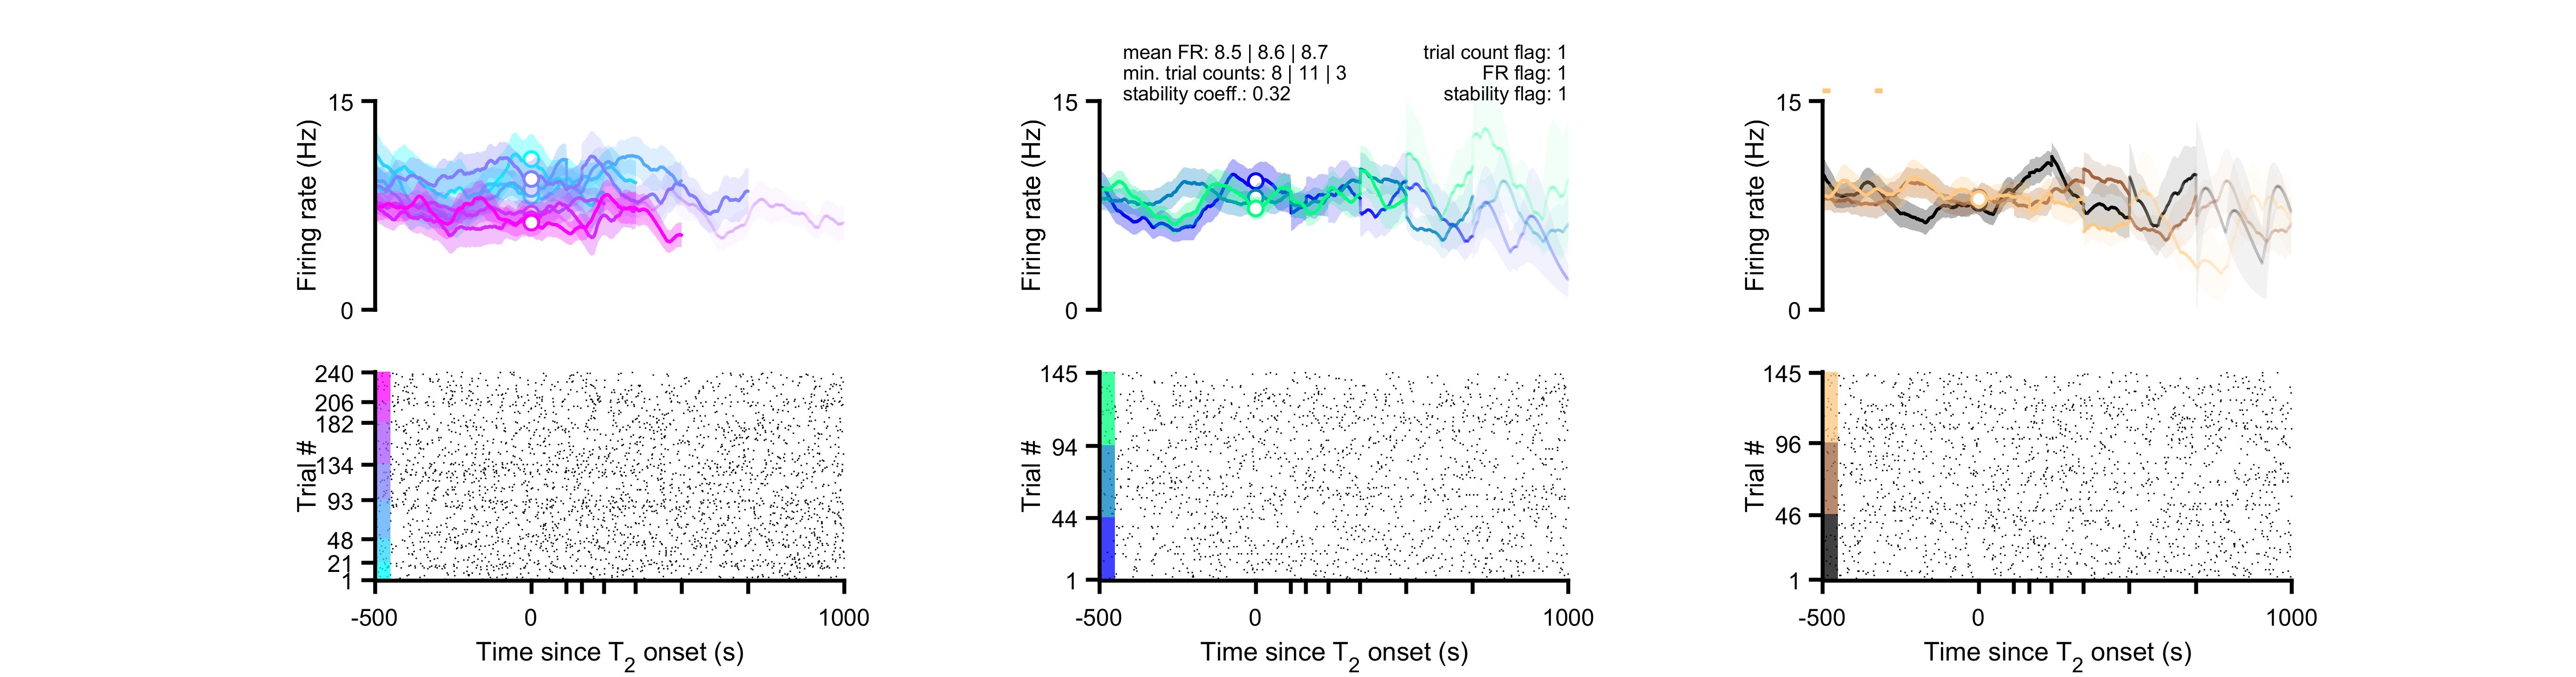 mean FR: 8.5 | 8.6 | 8.7
min. trial counts: 8 | 11 | 3
stability coeff.: 0.32
trial count flag: 1
FR flag: 1
stability flag: 1
15
Firing rate (Hz)
0
15
Firing rate (Hz)
0
15
Firing rate (Hz)
0
240
206
182
134
93
48
21
1
Trial #
-500
0
1000
Time since T2 onset (s)
145
94
44
1
Trial #
-500
0
1000
Time since T2 onset (s)
145
96
46
1
Trial #
-500
0
1000
Time since T2 onset (s)